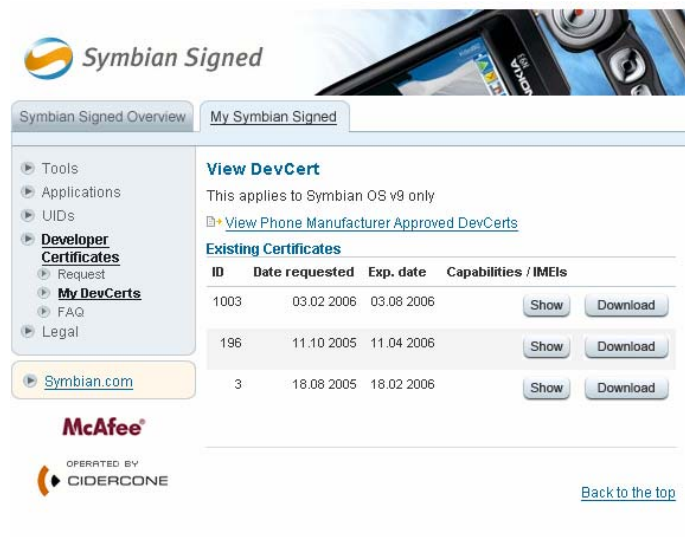 Symbian Signed
NOKIA
N93
Symbian Signed Overview
My Symbian Signed
Tools
Applications
UIDs
Developer
Certificates
Request
My DevCerts
FAQ
Legal
Symbian.com
McAfee®
OPERATED BY
CIDERCONE
View DevCert
This applies to Symbian OS v9 only
View Phone Manufacturer Approved DevCerts
Existing Certificates
ID Date requested Exp. date Capabilities / IMEIs
1003 03.02 2006 03.08 2006 Show Download
196 11.10 2005 11.04 2006 Show Download
3 18.08 2005 18.02 2006 Show Download
Back to the top